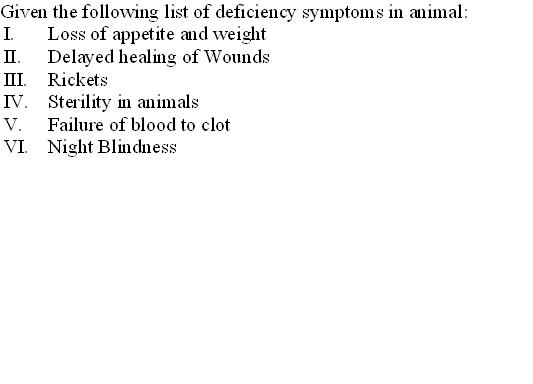 Given the following list of deficiency symptoms in animal:
I. Loss of appetite and weight
II. Delayed healing of Wounds
III. Rickets
IV. Sterility in animals
V. Failure of blood to clot
VI. Night Blindness